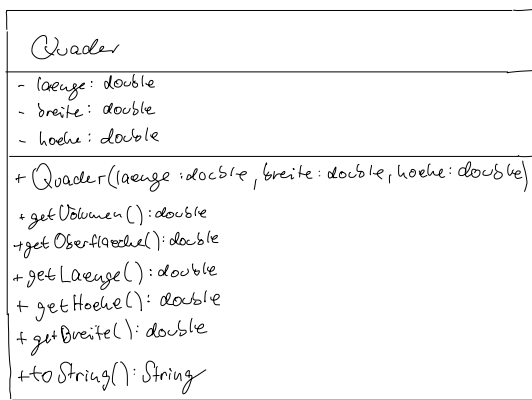 Quader
- laenge: double
- breite: double
- hoehe: double
+ Quader(laenge: double, breite: double, hoehe: double)
+ getVolumen(): double
+ getOberflaeche(): double
+ getLaenge(): double
+ getHoehe(): double
+ getBreite(): double
+ toString(): String